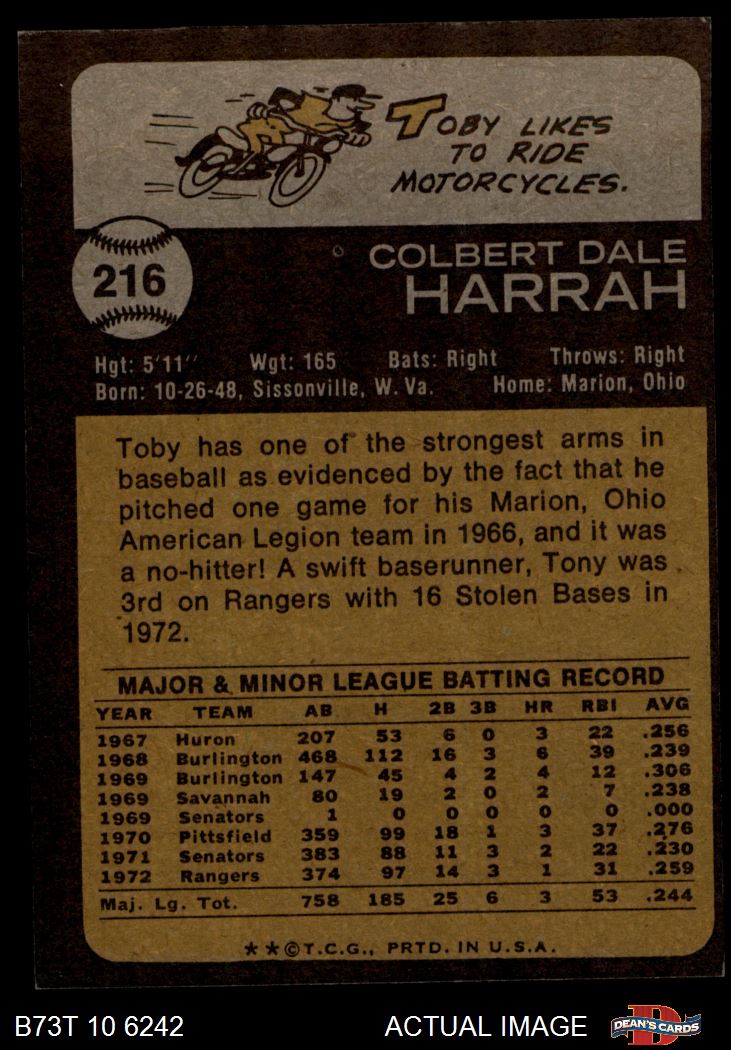 TOBY LIKES
TO RIDE
MOTORCYCLES.
216
COLBERT DALE
HARRAH
Hgt: 5'11" Wgt: 165 Bats: Right Throws: Right
Born: 10-26-48, Sissonville, W. Va. Home: Marion, Ohio
Toby has one of the strongest arms in
baseball as evidenced by the fact that he
pitched one game for his Marion, Ohio
American Legion team in 1966, and it was
a no-hitter! A swift baserunner, Tony was
3rd on Rangers with 16 Stolen Bases in
1972.
MAJOR & MINOR LEAGUE BATTING RECORD
YEAR TEAM AB H 2B 3B HR RBI AVG
1967 Huron 207 53 6 0 3 22 .256
1968 Burlington 468 112 16 3 6 39 .239
1969 Burlington 147 45 4 2 4 12 .306
1969 Savannah 80 19 2 0 2 7 .238
1969 Senators 1 0 0 0 0 0 .000
1970 Pittsfield 359 99 18 1 3 37 .276
1971 Senators 383 88 11 3 2 22 .230
1972 Rangers 374 97 14 3 1 31 .259
Maj. Lg. Tot. 758 185 25 6 3 53 .244
★★©T.C.G., PRTD. IN U.S.A.
B73T 10 6242 ACTUAL IMAGE DEAN'S CARDS